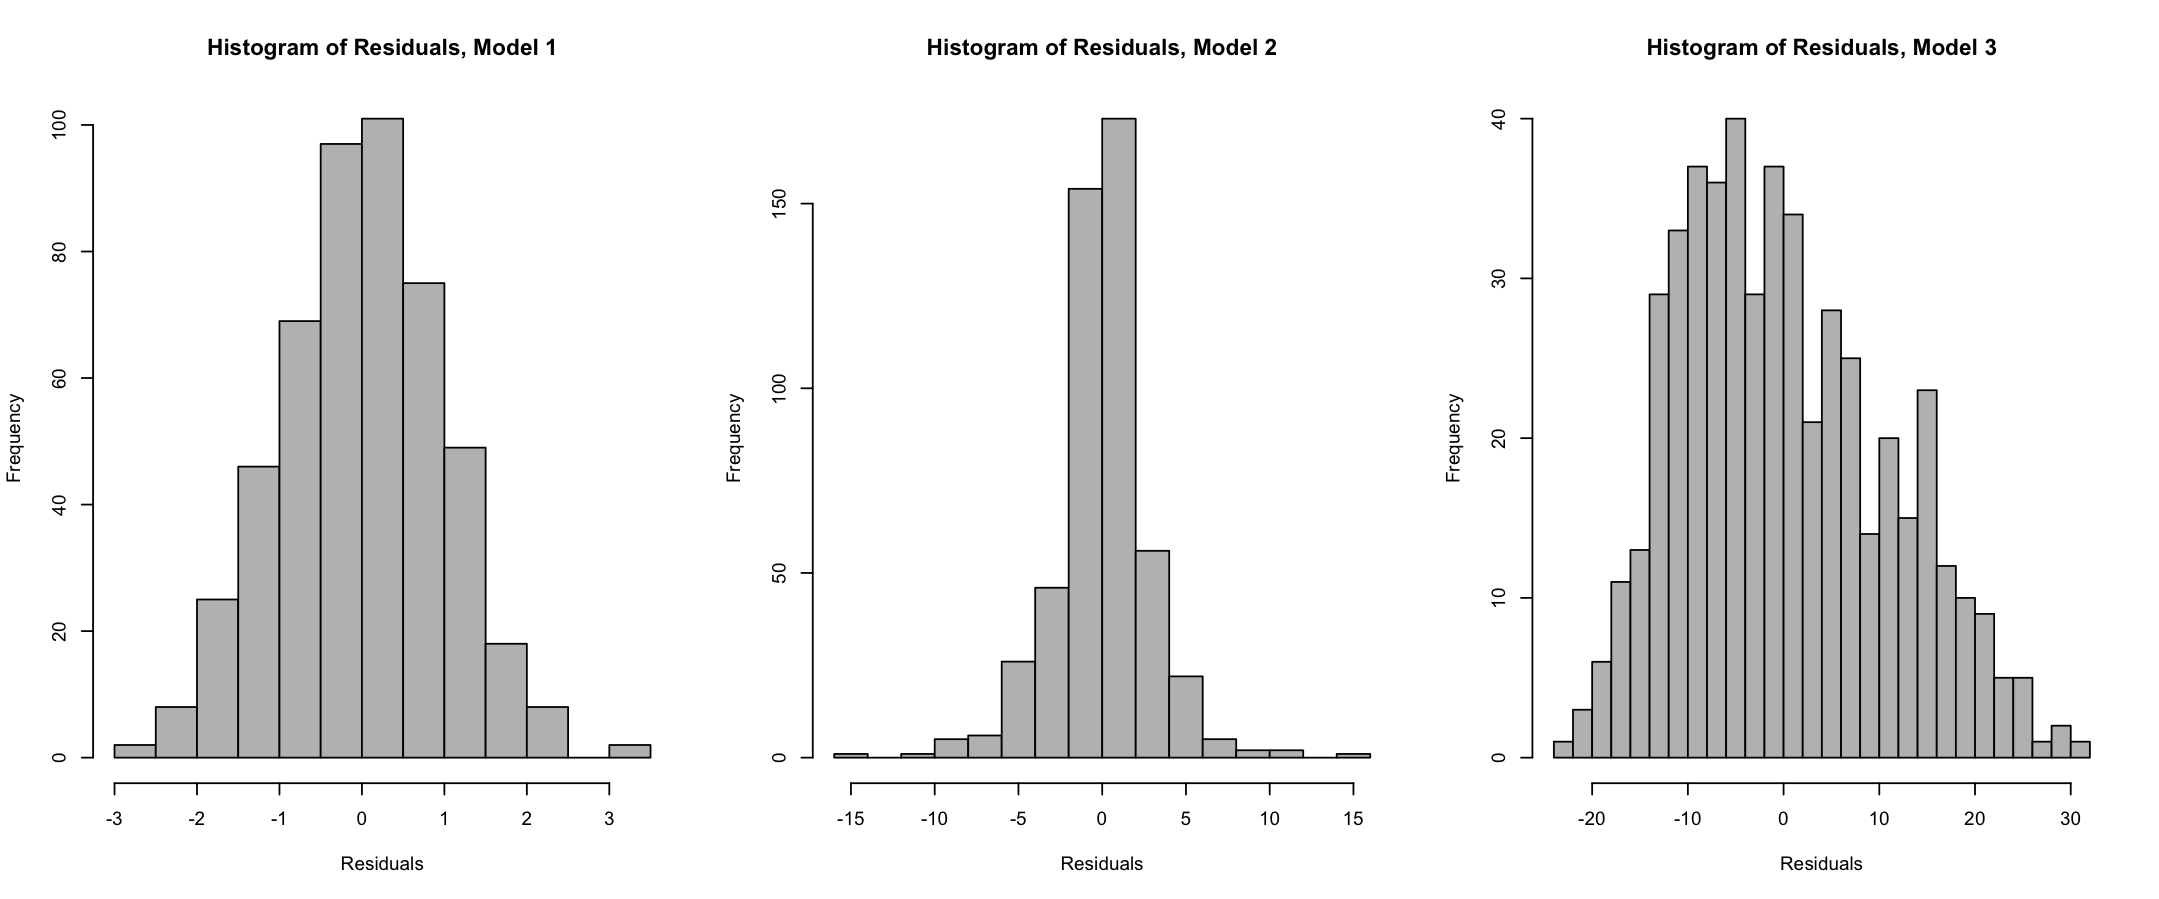 Histogram of Residuals, Model 1
Frequency
100
80
60
40
20
0
-3 -2 -1 0 1 2 3
Residuals
Histogram of Residuals, Model 2
Frequency
150
100
50
0
-15 -10 -5 0 5 10 15
Residuals
Histogram of Residuals, Model 3
Frequency
40
30
20
10
0
-20 -10 0 10 20 30
Residuals